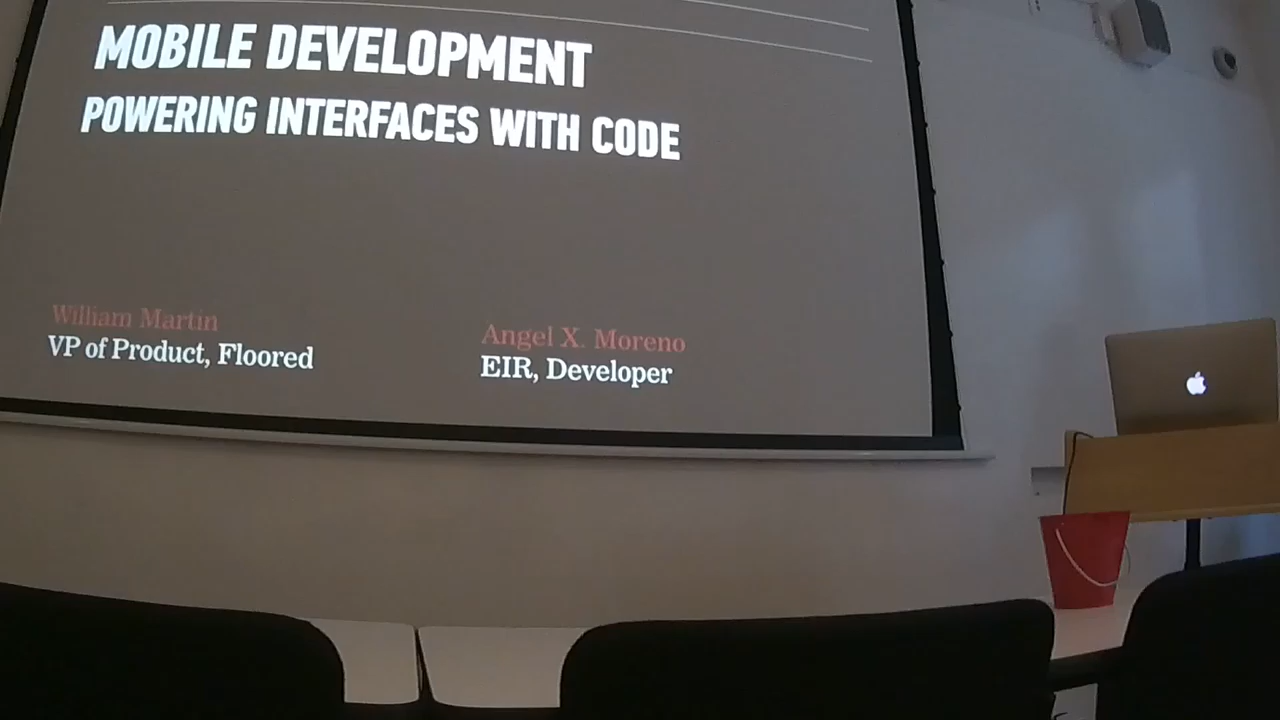 MOBILE DEVELOPMENT
POWERING INTERFACES WITH CODE
William Martin
VP of Product, Floored
Angel X. Moreno
EIR, Developer